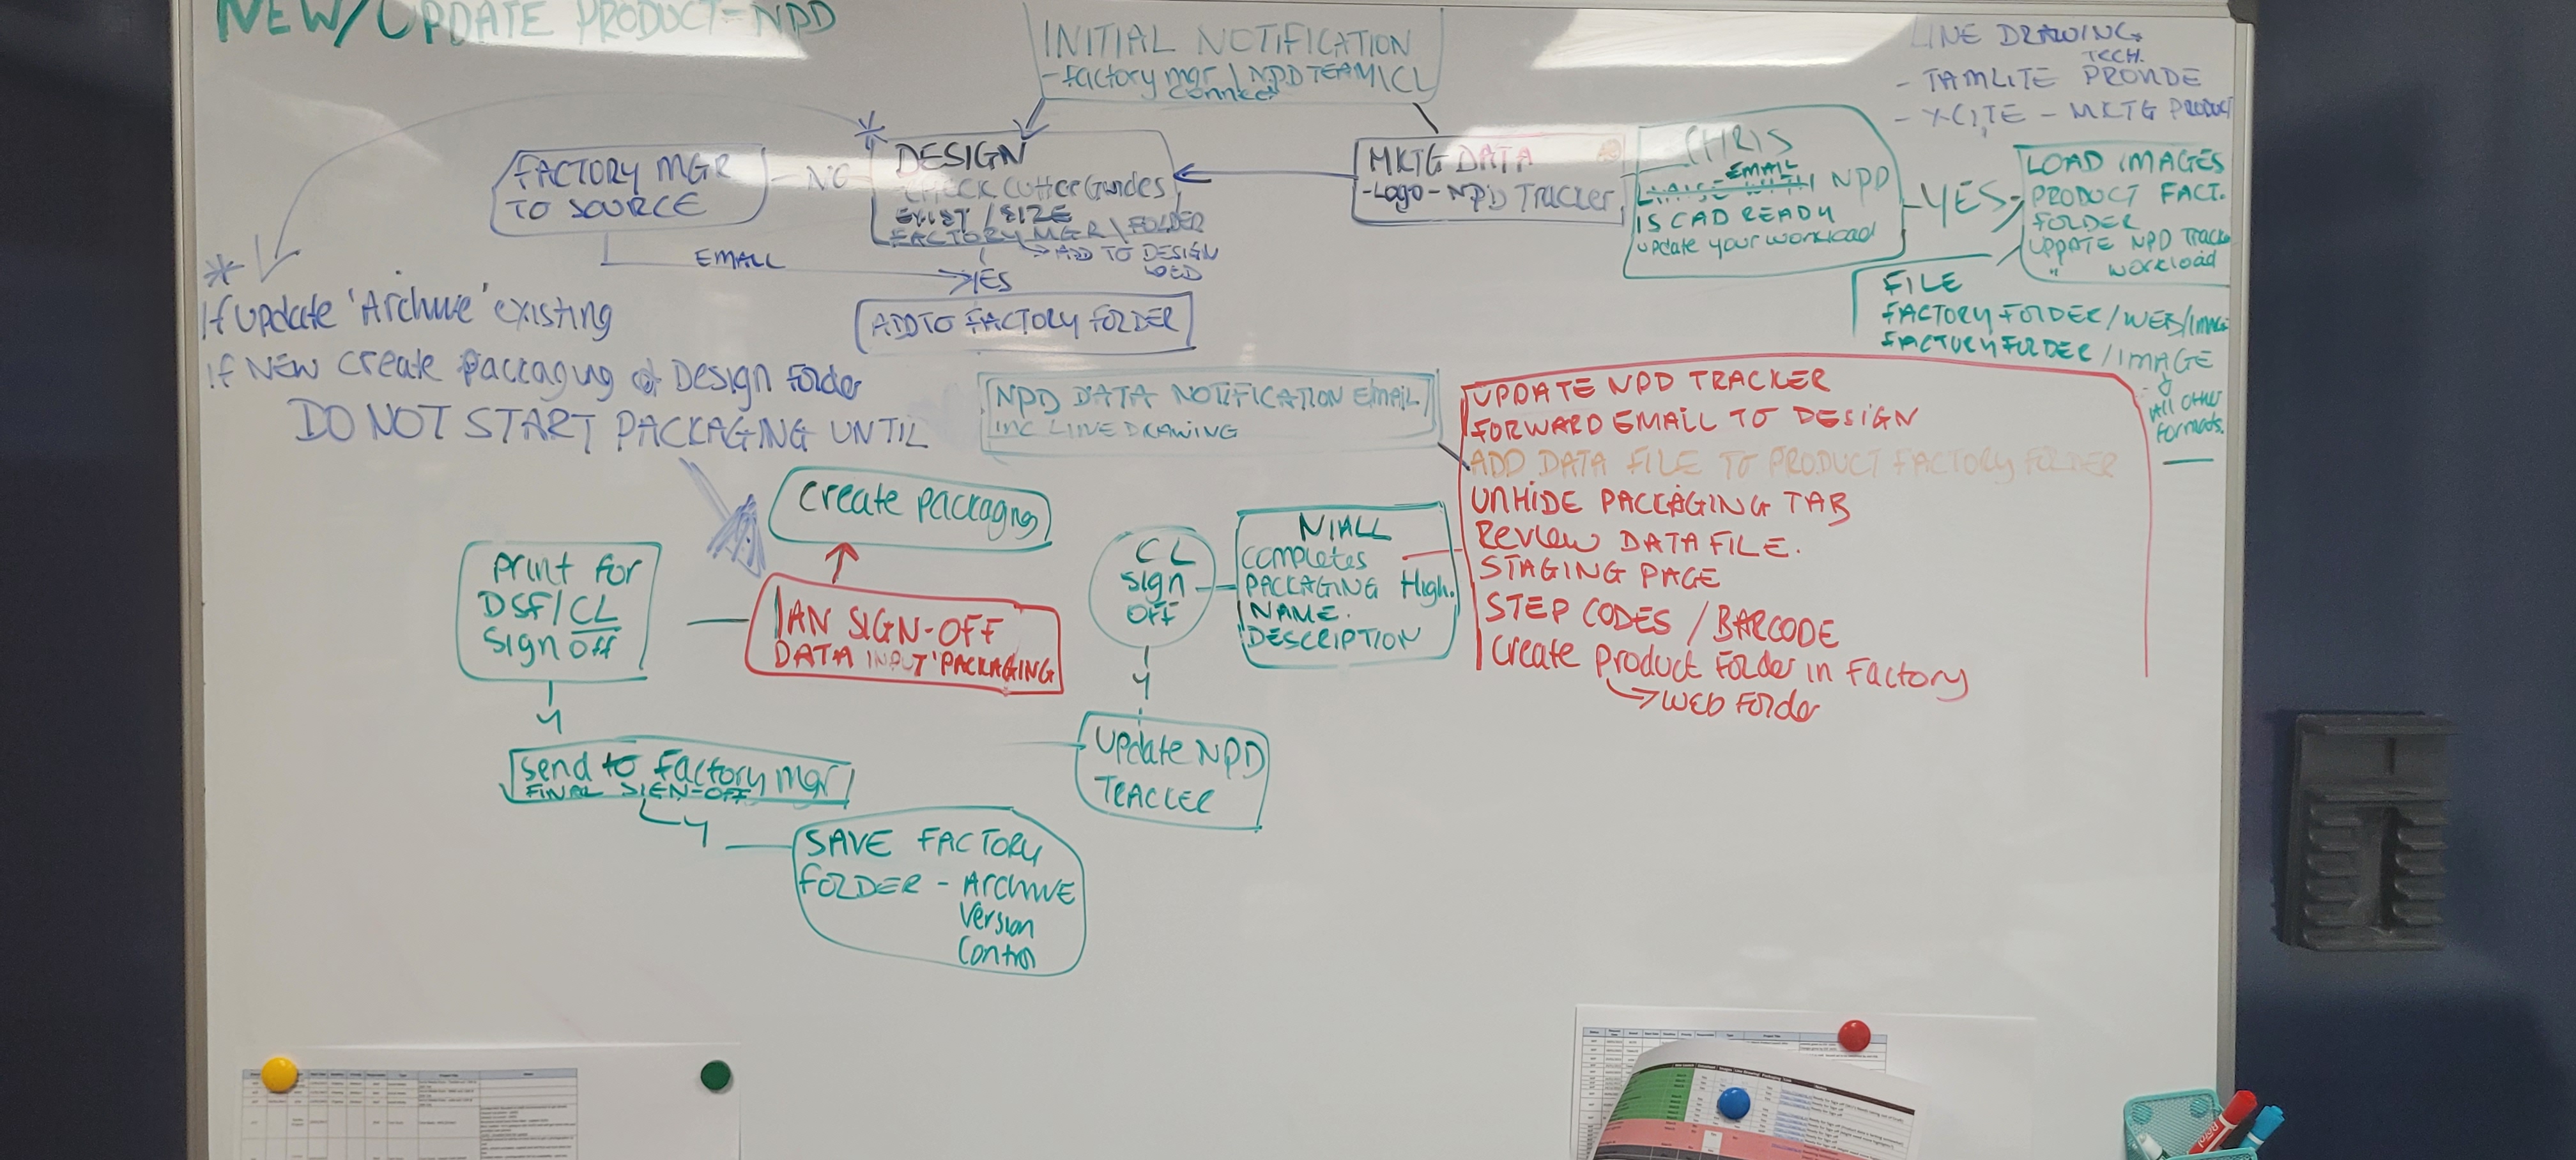 NEW/UPDATE PRODUCT-NPD
INITIAL NOTIFICATION
- Factory mgr / NPD TEAM/CL
Connect
LINE DRAWING
TECH.
- TAMLITE PROVIDE
- XCITE - MKTG PRODUCT
FACTORY MGR
TO SOURCE
NO
DESIGN
CHECK Cutter Guides
EXIST / SIZE
FACTORY MGR \ FOLDER
→ ADD TO DESIGN
EMAIL
YES
ADD TO FACTORY FOLDER
MKTG DATA
- Logo - NPD Tracker
CHRIS
EMAIL
NPD
IS CAD READY
update your workload
YES
LOAD IMAGES
PRODUCT FACT.
FOLDER
UPDATE NPD Tracker
" workload
FILE
FACTORY FOLDER/WEB/IMAGE
FACTORY FOLDER / IMAGE
All other
formats.
*
If update 'Archive' existing
If NEW Create packaging Design Folder
DO NOT START PACKAGING UNTIL
NPD DATA NOTIFICATION EMAIL
INC LINE DRAWING
UPDATE NPD TRACKER
FORWARD EMAIL TO DESIGN
ADD DATA FILE TO PRODUCT FACTORY FOLDER
UNHIDE PACKAGING TAB
Review DATA FILE.
STAGING PAGE
STEP CODES / BARCODE
Create product Folder in Factory
→ WEB Folder
Create packaging
IAN SIGN-OFF
DATA INPUT PACKAGING
print For
DSF/CL
Sign off
Y
Send to Factory mgr
FINAL SIGN-OFF
Y
SAVE FACTORY
FOLDER - Archive
Version
Control
CL
Sign
OFF
Y
Update NPD
TRACKER
NIALL
Completes
PACKAGING High.
NAME.
DESCRIPTION